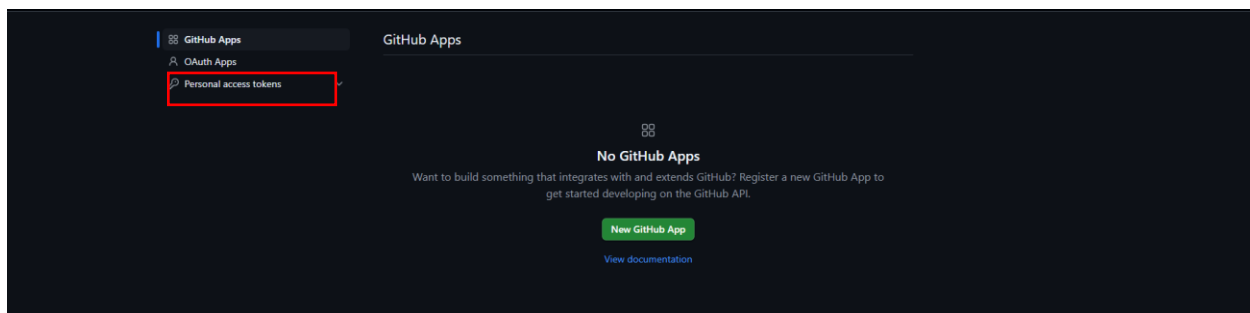 GitHub Apps
OAuth Apps
Personal access tokens
GitHub Apps
No GitHub Apps
Want to build something that integrates with and extends GitHub? Register a new GitHub App to
get started developing on the GitHub API.
New GitHub App
View documentation